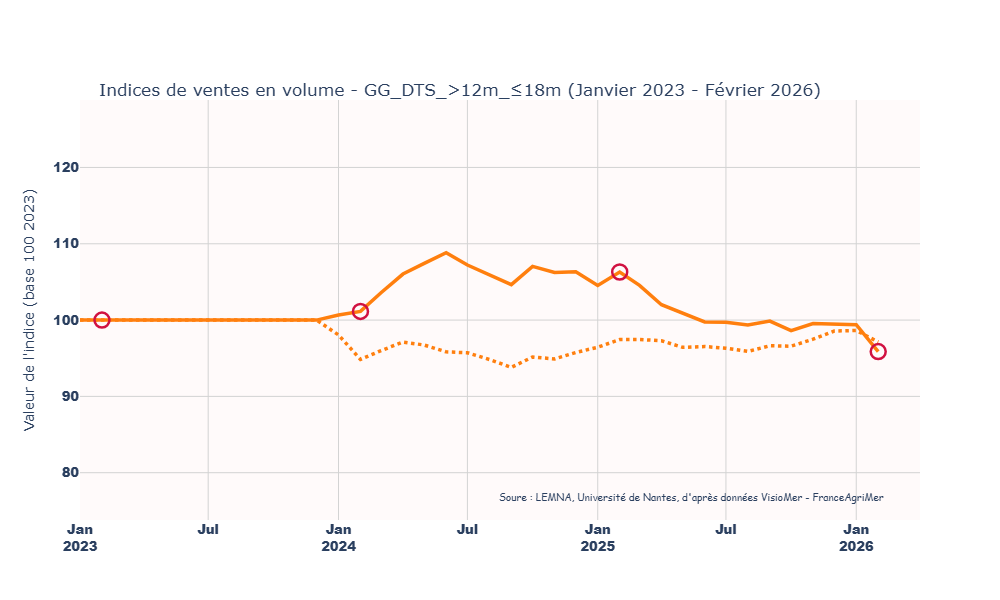 Indices de ventes en volume - GG_DTS_>12m_≤18m (Janvier 2023 - Février 2026)
Valeur de l'indice (base 100 2023)
120
110
100
90
80
Soure : LEMNA, Université de Nantes, d'après données VisioMer - FranceAgriMer
Jan
2023
Jul
Jan
2024
Jul
Jan
2025
Jul
Jan
2026